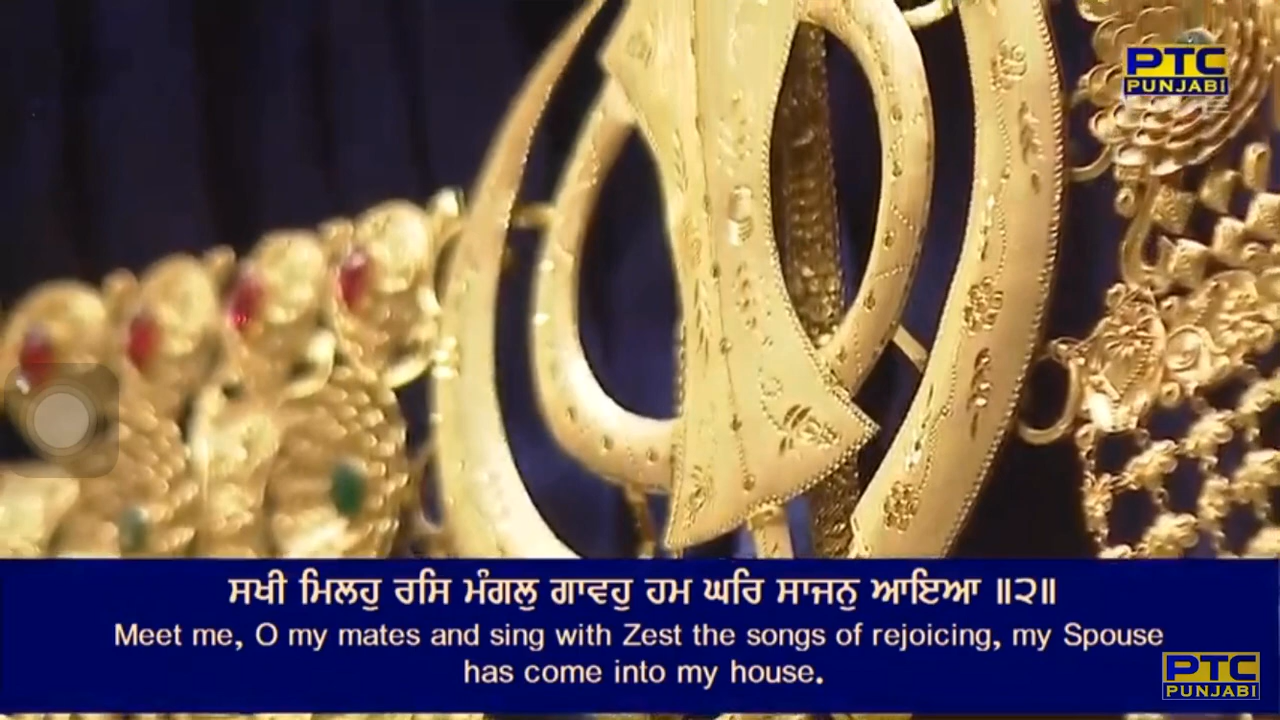 PTC
PUNJABI
ਸਖੀ ਮਿਲਹੁ ਰਸਿ ਮੰਗਲੁ ਗਾਵਹੁ ਹਮ ਘਰਿ ਸਾਜਨੁ ਆਇਆ ॥੨॥
Meet me, O my mates and sing with Zest the songs of rejoicing, my Spouse
has come into my house.
PTC
PUNJABI